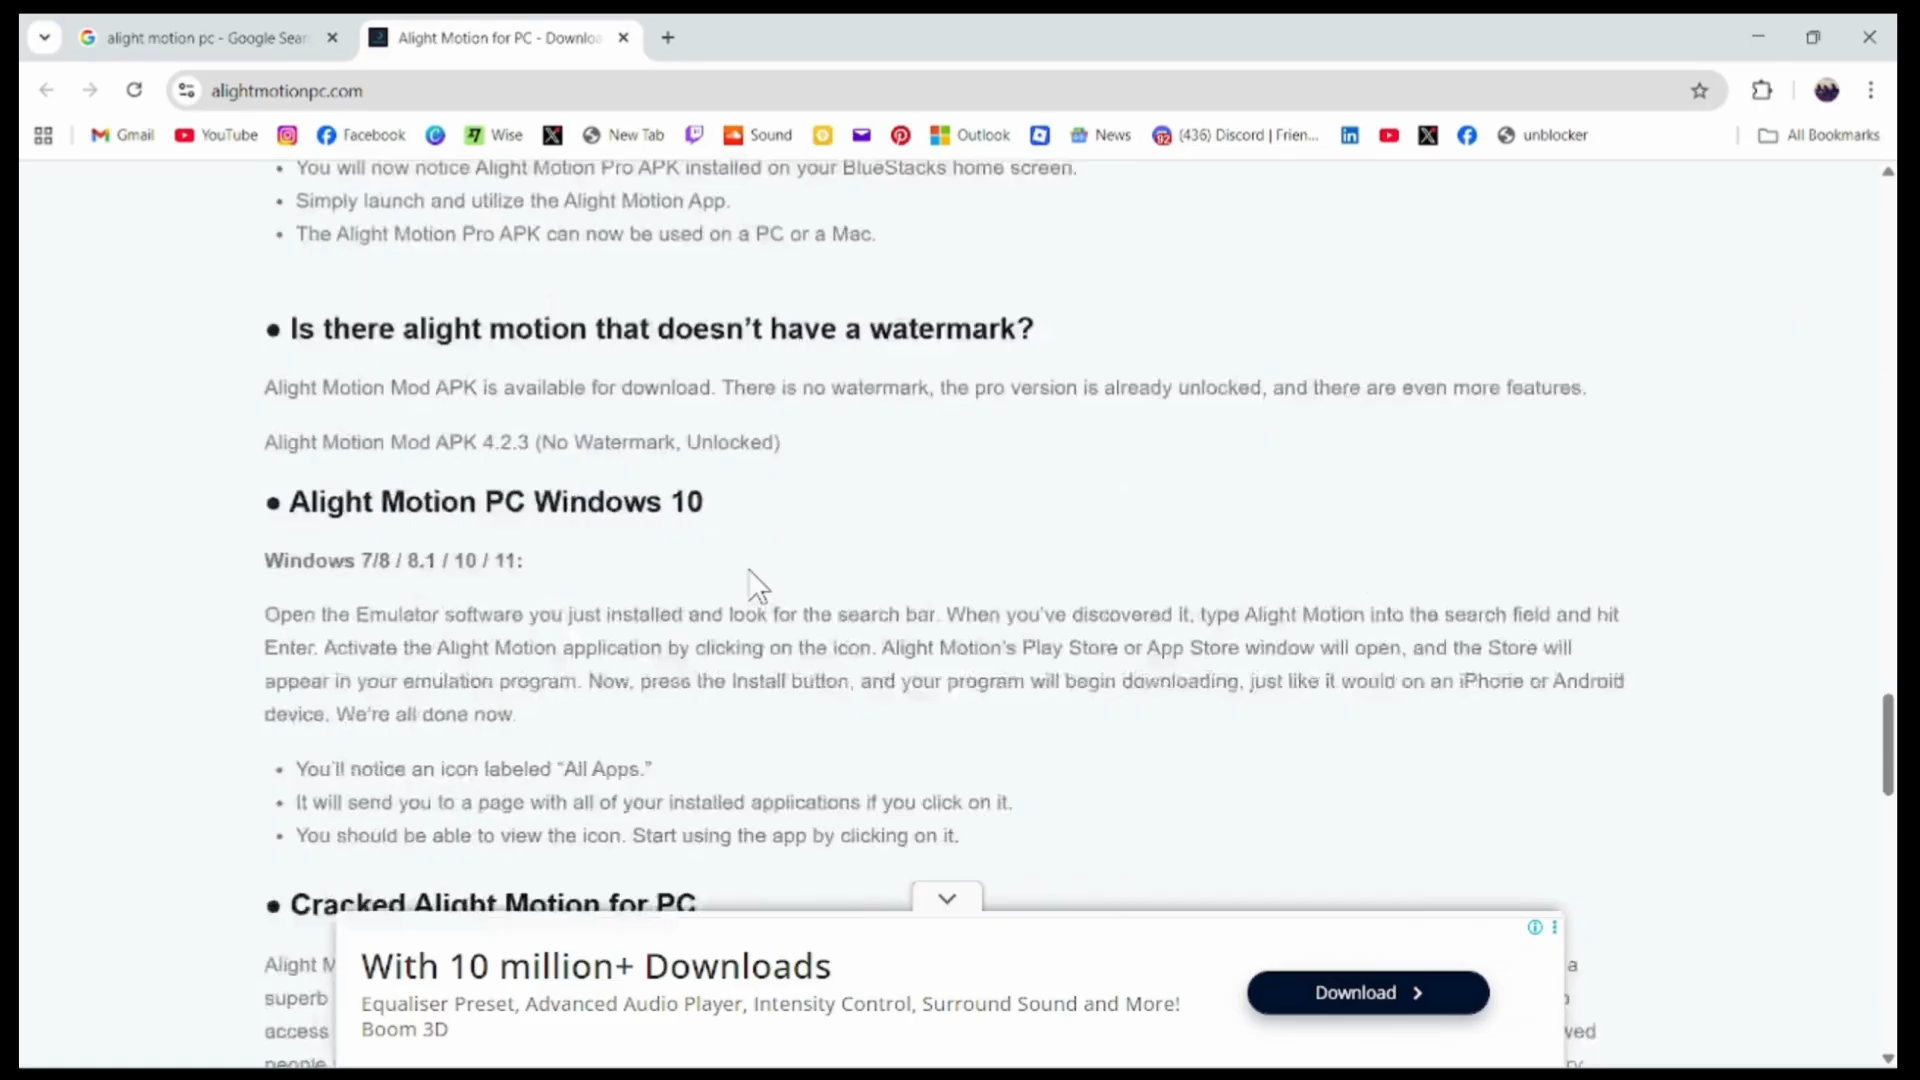 alight motion pc - Google Sear
Alight Motion for PC - Downloa
alightmotionpc.com
Gmail
YouTube
Facebook
Wise
New Tab
Sound
Outlook
News
(436) Discord | Frien...
unblocker
All Bookmarks
• You will now notice Alight Motion Pro APK installed on your BlueStacks home screen.
• Simply launch and utilize the Alight Motion App.
• The Alight Motion Pro APK can now be used on a PC or a Mac.
● Is there alight motion that doesn't have a watermark?
Alight Motion Mod APK is available for download. There is no watermark, the pro version is already unlocked, and there are even more features.
Alight Motion Mod APK 4.2.3 (No Watermark, Unlocked)
● Alight Motion PC Windows 10
Windows 7/8 / 8.1 / 10 / 11:
Open the Emulator software you just installed and look for the search bar. When you've discovered it, type Alight Motion into the search field and hit
Enter. Activate the Alight Motion application by clicking on the icon. Alight Motion's Play Store or App Store window will open, and the Store will
appear in your emulation program. Now, press the Install button, and your program will begin downloading, just like it would on an iPhone or Android
device. We're all done now.
• You'll notice an icon labeled "All Apps."
• It will send you to a page with all of your installed applications if you click on it.
• You should be able to view the icon. Start using the app by clicking on it.
● Cracked Alight Motion for PC
Alight M
a
superb
access
wed
people
With 10 million+ Downloads
Equaliser Preset, Advanced Audio Player, Intensity Control, Surround Sound and More!
Boom 3D
Download